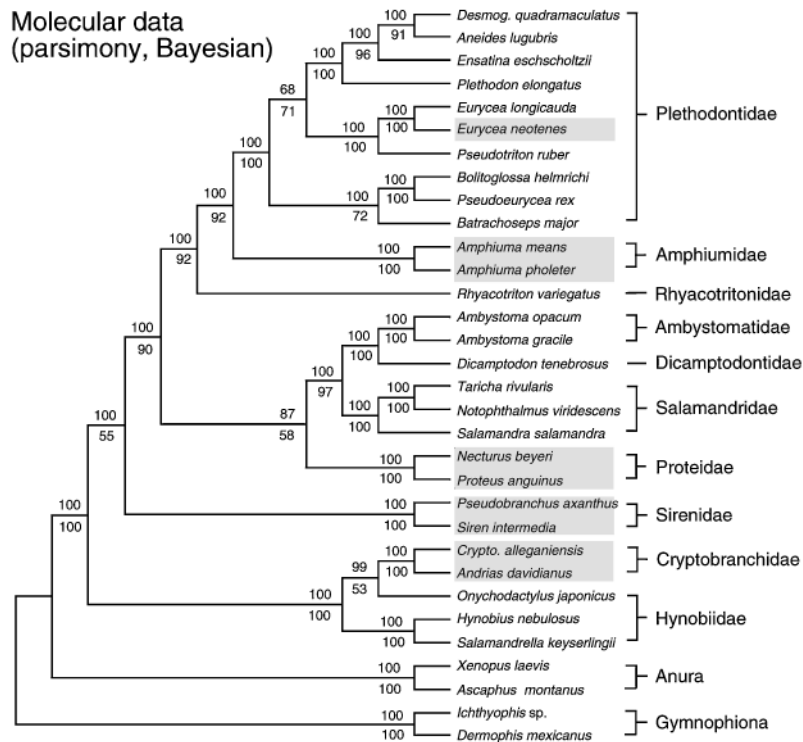 Molecular data
(parsimony, Bayesian)
100
Desmog. quadramaculatus
100
91
Aneides lugubris
100
96
Ensatina eschscholtzii
100
Plethodon elongatus
68
71
100
Eurycea longicauda
100
100
Eurycea neotenes
100
Pseudotriton ruber
Plethodontidae
100
100
100
Bolitoglossa helmrichi
100
100
Pseudoeurycea rex
72
Batrachoseps major
100
92
100
Amphiuma means
100
Amphiuma pholeter
Amphiumidae
100
92
Rhyacotriton variegatus
Rhyacotritonidae
100
Ambystoma opacum
100
100
Ambystoma gracile
Ambystomatidae
100
Dicamptodon tenebrosus
Dicamptodontidae
100
90
100
97
100
Taricha rivularis
100
100
Notophthalmus viridescens
100
Salamandra salamandra
Salamandridae
87
58
100
Necturus beyeri
100
Proteus anguinus
Proteidae
100
55
100
Pseudobranchus axanthus
100
Siren intermedia
Sirenidae
100
100
100
Crypto. alleganiensis
99
100
Andrias davidianus
Cryptobranchidae
53
Onychodactylus japonicus
100
100
100
Hynobius nebulosus
100
Salamandrella keyserlingii
Hynobiidae
100
Xenopus laevis
100
Ascaphus montanus
Anura
100
Ichthyophis sp.
100
Dermophis mexicanus
Gymnophiona